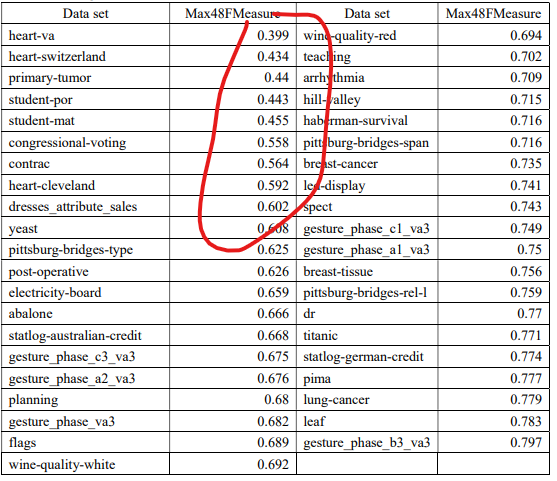 Data set Max48FMeasure Data set Max48FMeasure
heart-va 0.399 wine-quality-red 0.694
heart-switzerland 0.434 teaching 0.702
primary-tumor 0.44 arrhythmia 0.709
student-por 0.443 hill-valley 0.715
student-mat 0.455 haberman-survival 0.716
congressional-voting 0.558 pittsburg-bridges-span 0.716
contrac 0.564 breast-cancer 0.735
heart-cleveland 0.592 led-display 0.741
dresses_attribute_sales 0.602 spect 0.743
yeast 0.608 gesture_phase_c1_va3 0.749
pittsburg-bridges-type 0.625 gesture_phase_a1_va3 0.75
post-operative 0.626 breast-tissue 0.756
electricity-board 0.659 pittsburg-bridges-rel-l 0.759
abalone 0.666 dr 0.77
statlog-australian-credit 0.668 titanic 0.771
gesture_phase_c3_va3 0.675 statlog-german-credit 0.774
gesture_phase_a2_va3 0.676 pima 0.777
planning 0.68 lung-cancer 0.779
gesture_phase_va3 0.682 leaf 0.783
flags 0.689 gesture_phase_b3_va3 0.797
wine-quality-white 0.692